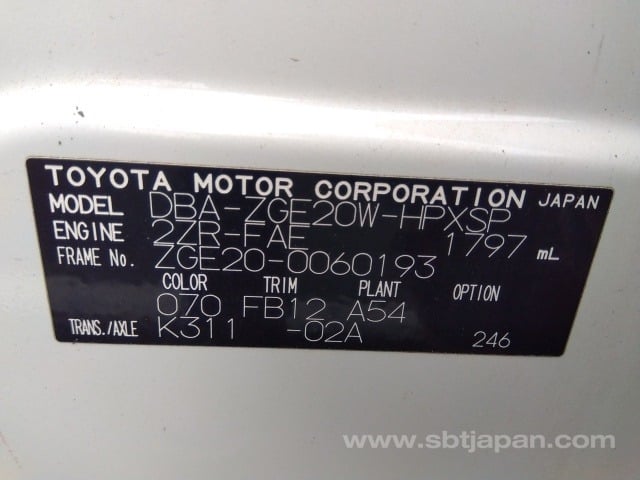 TOYOTA MOTOR CORPORATION JAPAN
MODEL DBA-ZGE20W-HPXSP
ENGINE 2ZR-FAE 1797 mL
FRAME No. ZGE20-0060193
COLOR TRIM PLANT OPTION
070 FB12 A54
TRANS./AXLE K311 -02A 246
www.sbtjapan.com